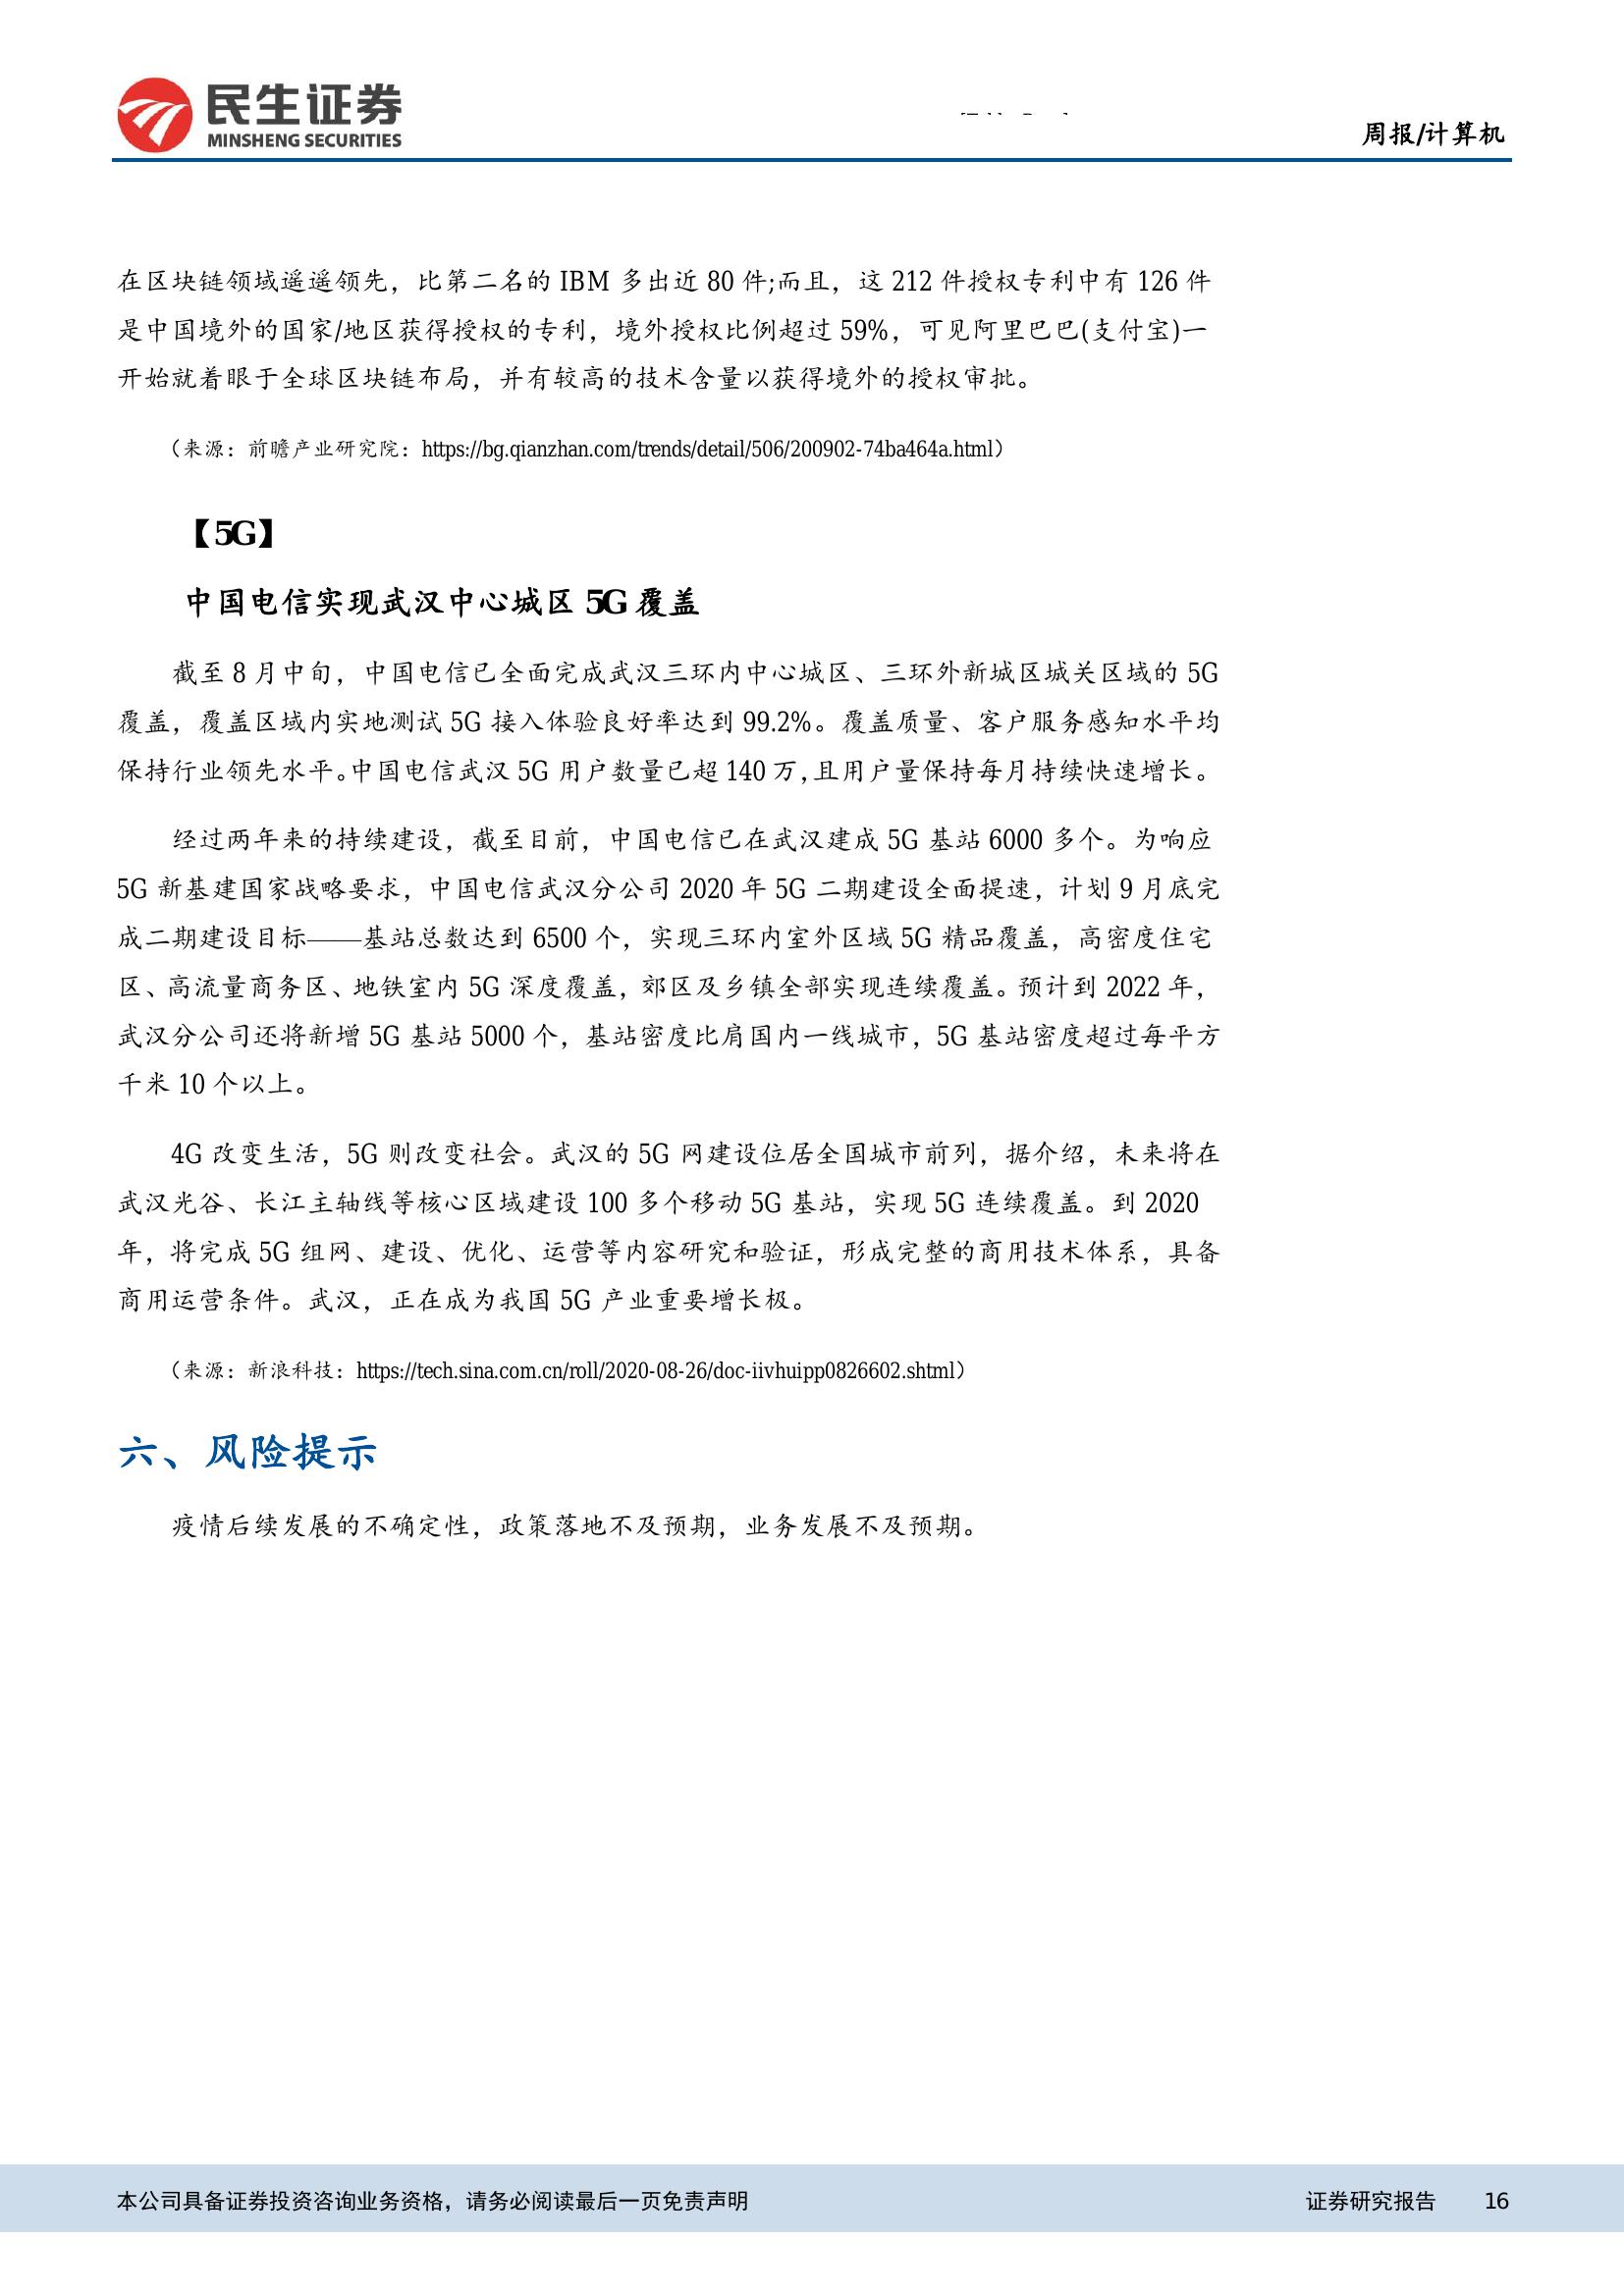 民生证券
MINSHENG SECURITIES
周报/计算机
在区块链领域遥遥领先，比第二名的 IBM 多出近 80 件;而且，这 212 件授权专利中有 126 件
是中国境外的国家/地区获得授权的专利，境外授权比例超过 59%，可见阿里巴巴(支付宝)一
开始就着眼于全球区块链布局，并有较高的技术含量以获得境外的授权审批。
（来源：前瞻产业研究院：https://bg.qianzhan.com/trends/detail/506/200902-74ba464a.html）
【5G】
中国电信实现武汉中心城区 5G 覆盖
截至 8 月中旬，中国电信已全面完成武汉三环内中心城区、三环外新城区城关区域的 5G
覆盖，覆盖区域内实地测试 5G 接入体验良好率达到 99.2%。覆盖质量、客户服务感知水平均
保持行业领先水平。中国电信武汉 5G 用户数量已超 140 万，且用户量保持每月持续快速增长。
经过两年来的持续建设，截至目前，中国电信已在武汉建成 5G 基站 6000 多个。为响应
5G 新基建国家战略要求，中国电信武汉分公司 2020 年 5G 二期建设全面提速，计划 9 月底完
成二期建设目标——基站总数达到 6500 个，实现三环内室外区域 5G 精品覆盖，高密度住宅
区、高流量商务区、地铁室内 5G 深度覆盖，郊区及乡镇全部实现连续覆盖。预计到 2022 年，
武汉分公司还将新增 5G 基站 5000 个，基站密度比肩国内一线城市，5G 基站密度超过每平方
千米 10 个以上。
4G 改变生活，5G 则改变社会。武汉的 5G 网建设位居全国城市前列，据介绍，未来将在
武汉光谷、长江主轴线等核心区域建设 100 多个移动 5G 基站，实现 5G 连续覆盖。到 2020
年，将完成 5G 组网、建设、优化、运营等内容研究和验证，形成完整的商用技术体系，具备
商用运营条件。武汉，正在成为我国 5G 产业重要增长极。
（来源：新浪科技：https://tech.sina.com.cn/roll/2020-08-26/doc-iivhuipp0826602.shtml）
六、风险提示
疫情后续发展的不确定性，政策落地不及预期，业务发展不及预期。
本公司具备证券投资咨询业务资格，请务必阅读最后一页免责声明
证券研究报告 16